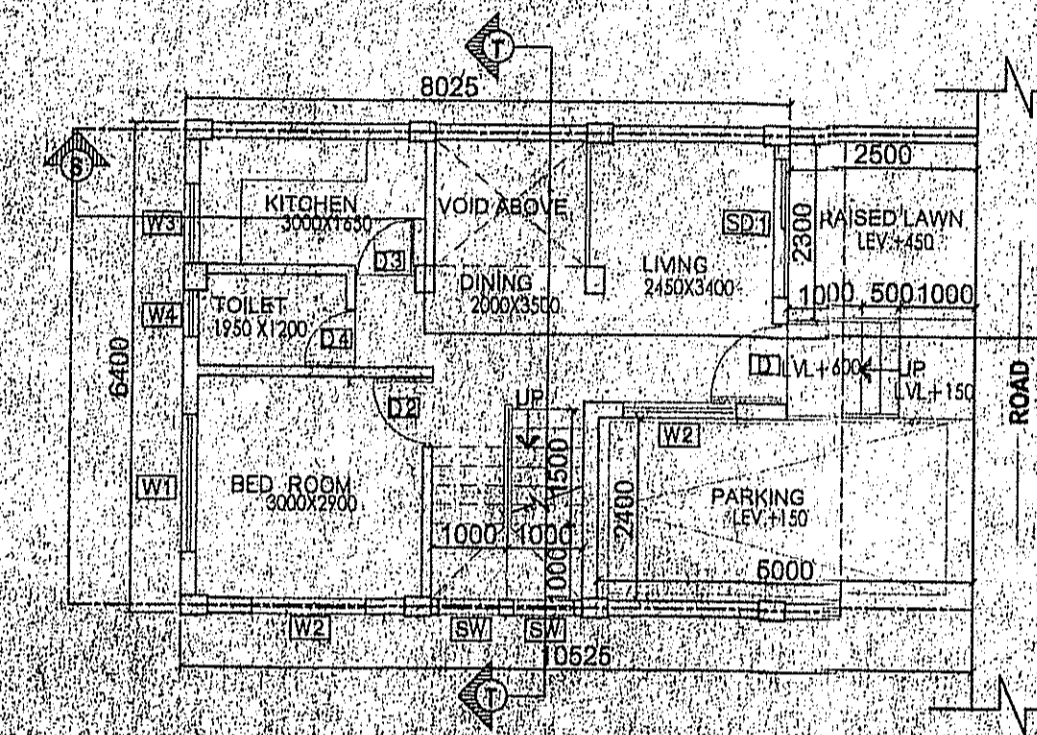 T
8025
S
2500
KITCHEN
3000X1650
VOID ABOVE
W3
D3
SD.1
2300
RAISED LAWN
LEV.+450
LIVING
2450X3400
DINING
2000X3500
TOILET
1950 X1200
W4
D4
1000 500 1000
6400
D
LVL+600
UP
LVL+150
ROAD
D2
UP
W2
W1
BED ROOM
3000X2900
1500
2400
PARKING
LEV.+150
1000 1000
1000
5000
W2
SW
SW
10525
T